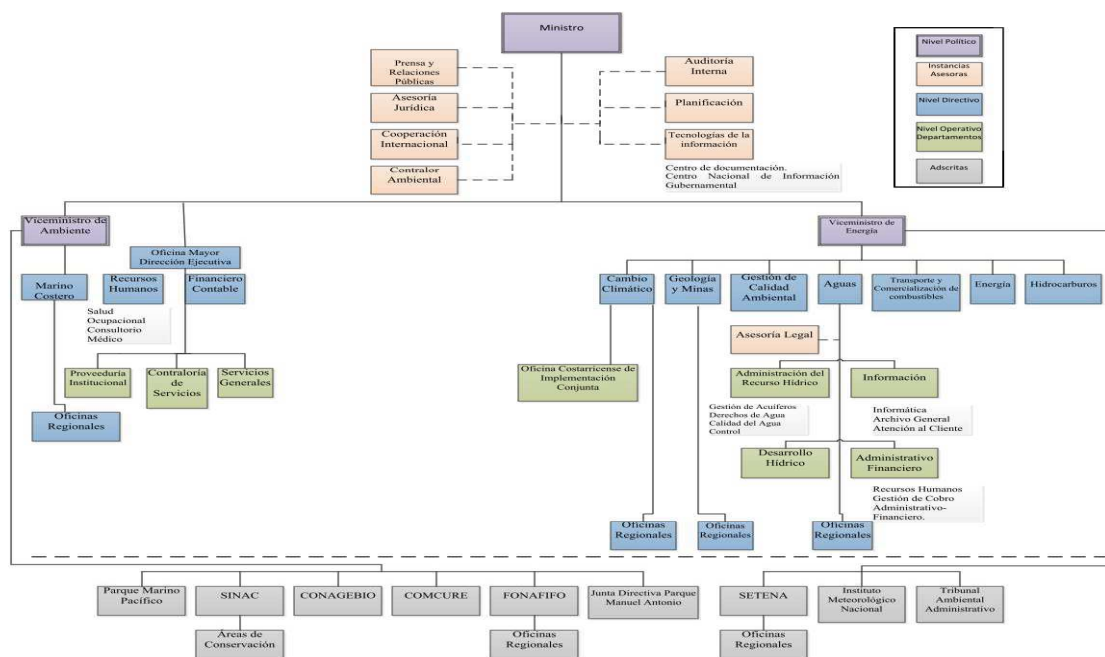 Ministro
Prensa y
Relaciones
Públicas
Asesoría
Jurídica
Cooperación
Internacional
Contralor
Ambiental
Auditoría
Interna
Planificación
Tecnologías de la
información
Centro de documentación.
Centro Nacional de Información
Gubernamental
Nivel Político
Instancias
Asesoras
Nivel Directivo
Nivel Operativo
Departamentos
Adscritas
Viceministro de
Ambiente
Oficina Mayor
Dirección Ejecutiva
Marino
Costero
Recursos
Humanos
Financiero
Contable
Salud
Ocupacional
Consultorio
Médico
Proveeduría
Institucional
Contraloría
de
Servicios
Servicios
Generales
Oficinas
Regionales
Viceministro de
Energía
Cambio
Climático
Geología
y Minas
Gestión de
Calidad
Ambiental
Aguas
Transporte y
Comercialización de
combustibles
Energía
Hidrocarburos
Asesoría Legal
Oficina Costarricense de
Implementación
Conjunta
Administración del
Recurso Hídrico
Información
Gestión de Acuíferos
Derechos de Agua
Calidad del Agua
Control
Informática
Archivo General
Atención al Cliente
Desarrollo
Hídrico
Administrativo
Financiero
Recursos Humanos
Gestión de Cobro
Administrativo-
Financiero.
Oficinas
Regionales
Oficinas
Regionales
Oficinas
Regionales
Parque Marino
Pacífico
SINAC
CONAGEBIO
COMCURE
FONAFIFO
Junta Directiva Parque
Manuel Antonio
SETENA
Instituto
Meteorológico
Nacional
Tribunal
Ambiental
Administrativo
Áreas de
Conservación
Oficinas
Regionales
Oficinas
Regionales